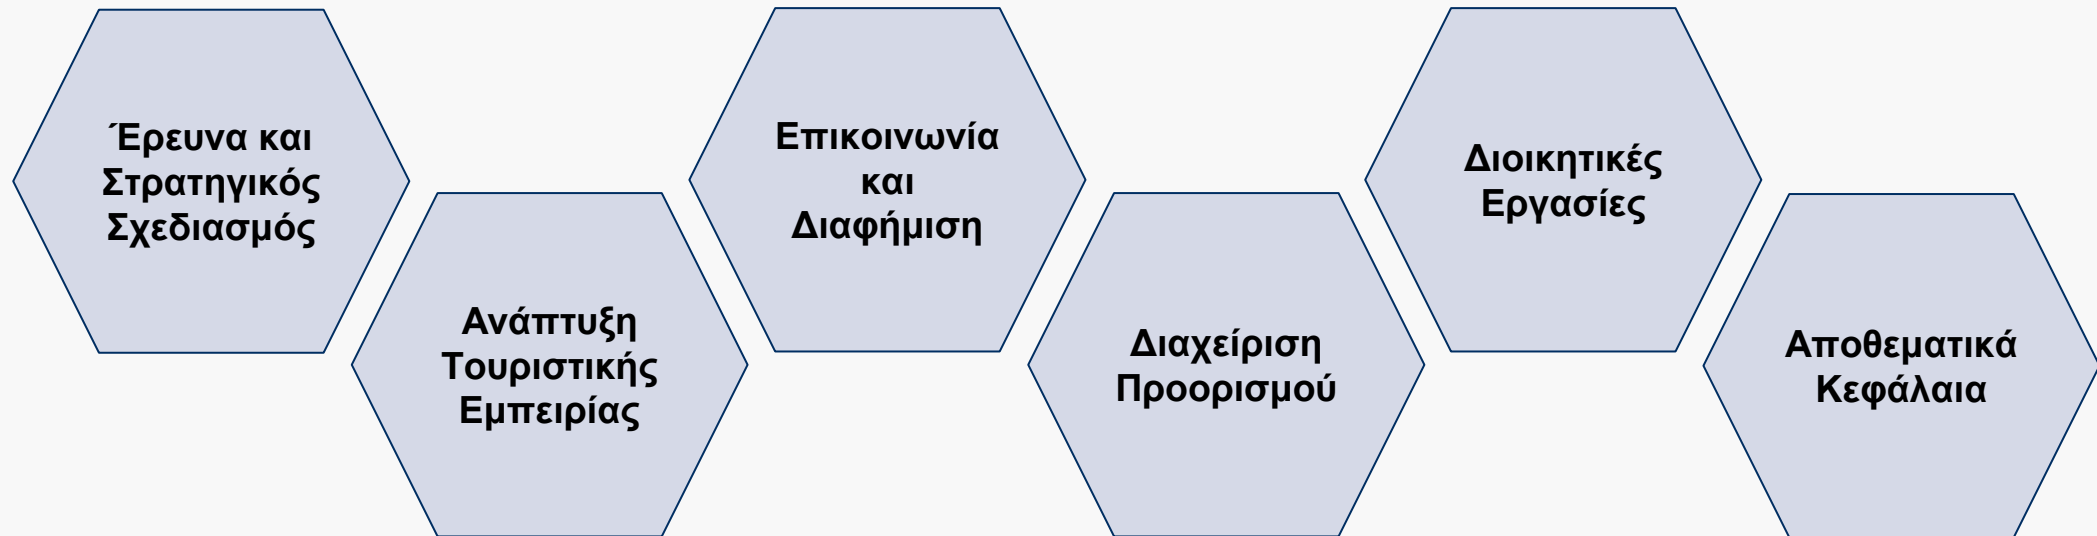 Έρευνα και
Στρατηγικός
Σχεδιασμός
Ανάπτυξη
Τουριστικής
Εμπειρίας
Επικοινωνία
και
Διαφήμιση
Διαχείριση
Προορισμού
Διοικητικές
Εργασίες
Αποθεματικά
Κεφάλαια